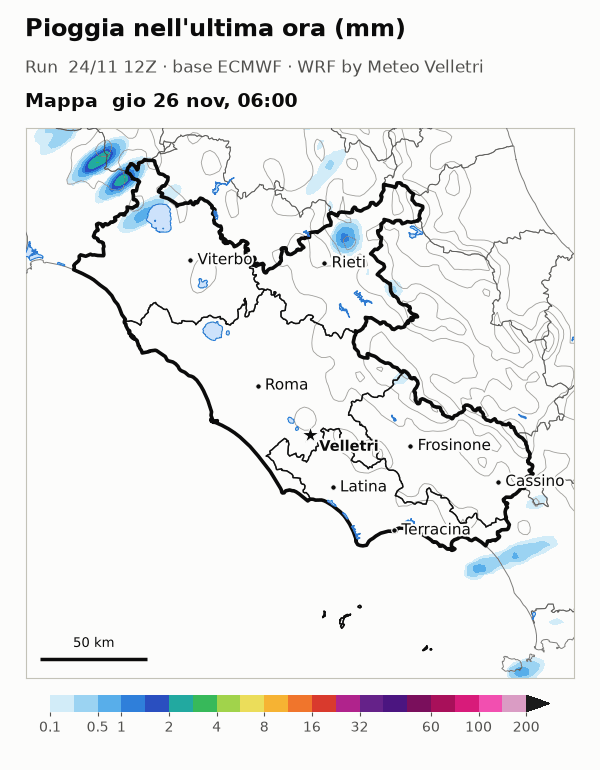 Pioggia nell'ultima ora (mm)
Run  24/11 12Z · base ECMWF · WRF by Meteo Velletri
Mappa  gio 26 nov, 06:00
Viterbo
Rieti
Roma
Velletri
Frosinone
Cassino
Latina
Terracina
50 km
0.1 0.5 1 2 4 8 16 32 60 100 200